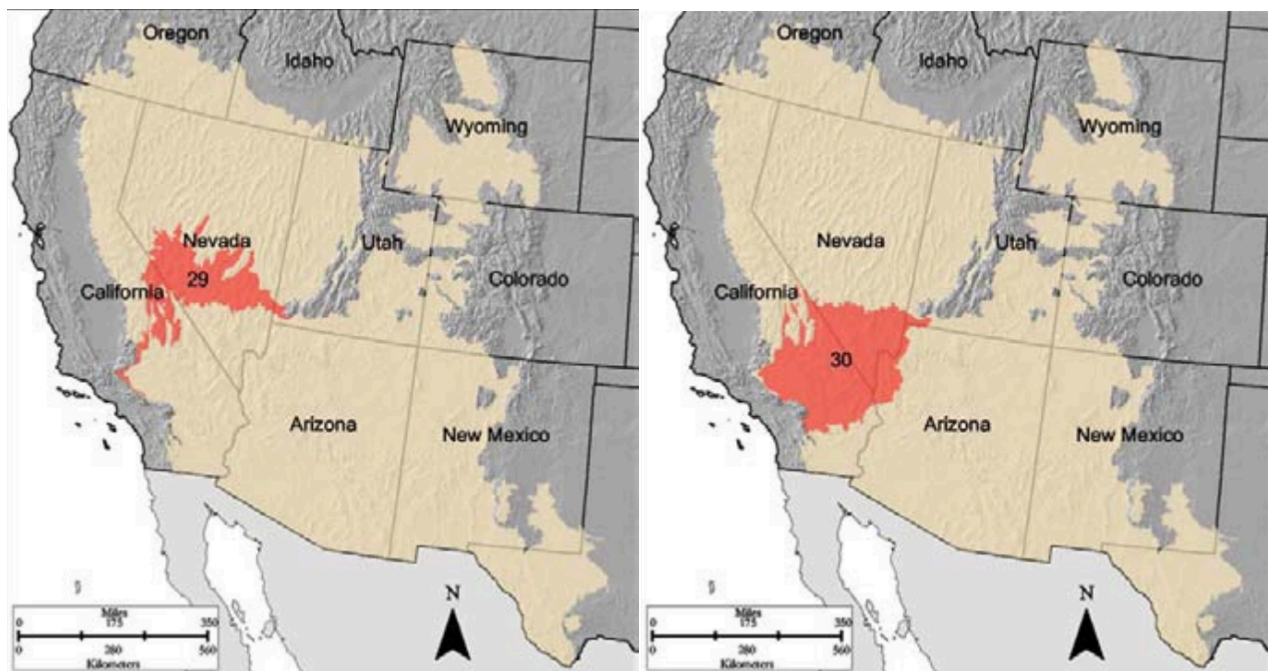 Oregon
Idaho
Wyoming
Nevada
Utah
29
Colorado
California
Arizona
New Mexico
N
Miles
0 175 350
0 280 560
Kilometers
Oregon
Idaho
Wyoming
Nevada
Utah
Colorado
California
30
Arizona
New Mexico
N
Miles
0 175 350
0 280 560
Kilometers